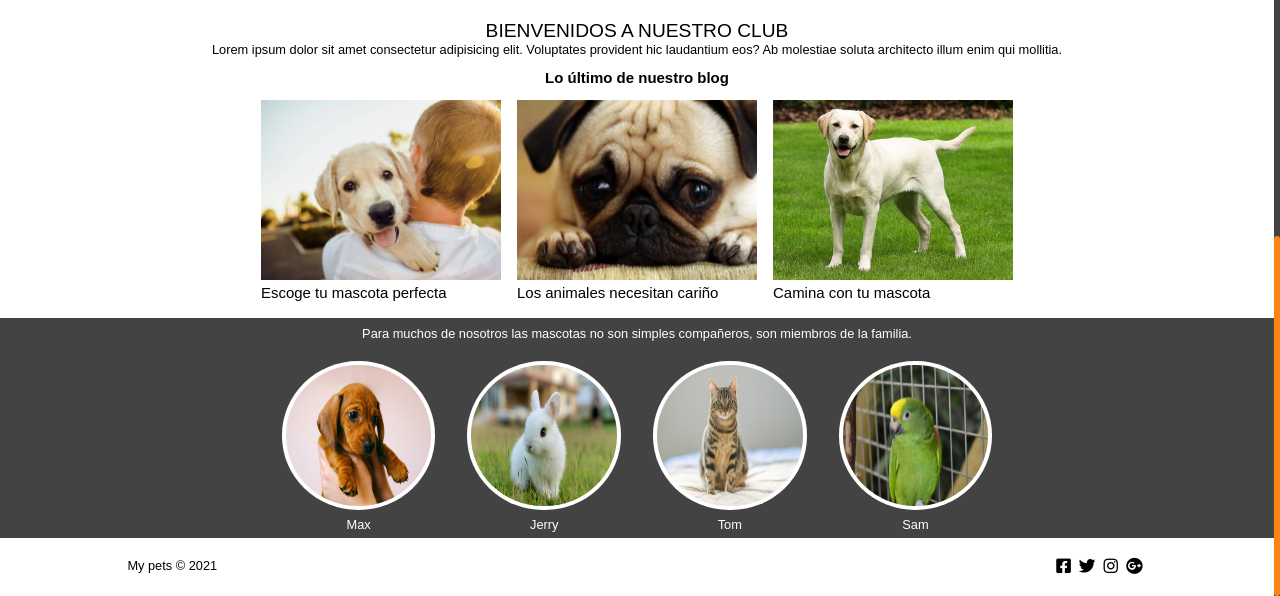 BIENVENIDOS A NUESTRO CLUB
Lorem ipsum dolor sit amet consectetur adipisicing elit. Voluptates provident hic laudantium eos? Ab molestiae soluta architecto illum enim qui mollitia.
Lo último de nuestro blog
Escoge tu mascota perfecta
Los animales necesitan cariño
Camina con tu mascota
Para muchos de nosotros las mascotas no son simples compañeros, son miembros de la familia.
Max
Jerry
Tom
Sam
My pets © 2021